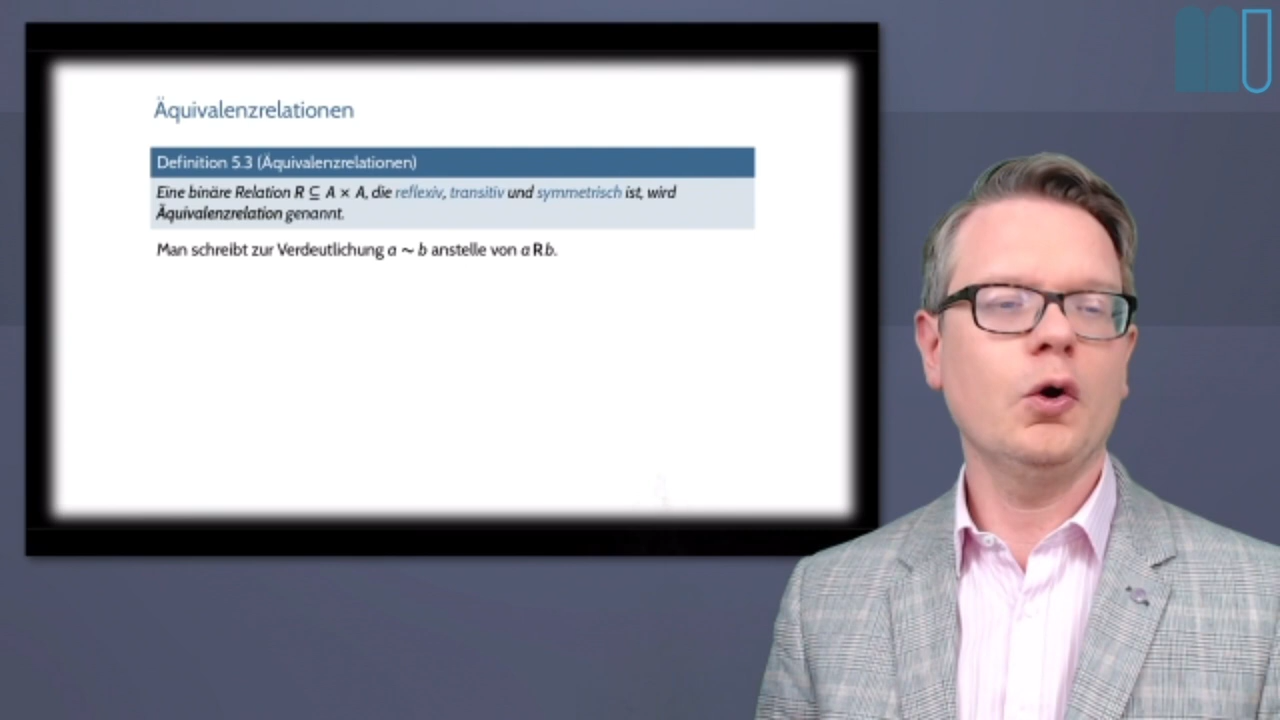 Äquivalenzrelationen
Definition 5.3 (Äquivalenzrelationen)
Eine binäre Relation R ⊆ A × A, die reflexiv, transitiv und symmetrisch ist, wird
Äquivalenzrelation genannt.
Man schreibt zur Verdeutlichung a ~ b anstelle von a R b.